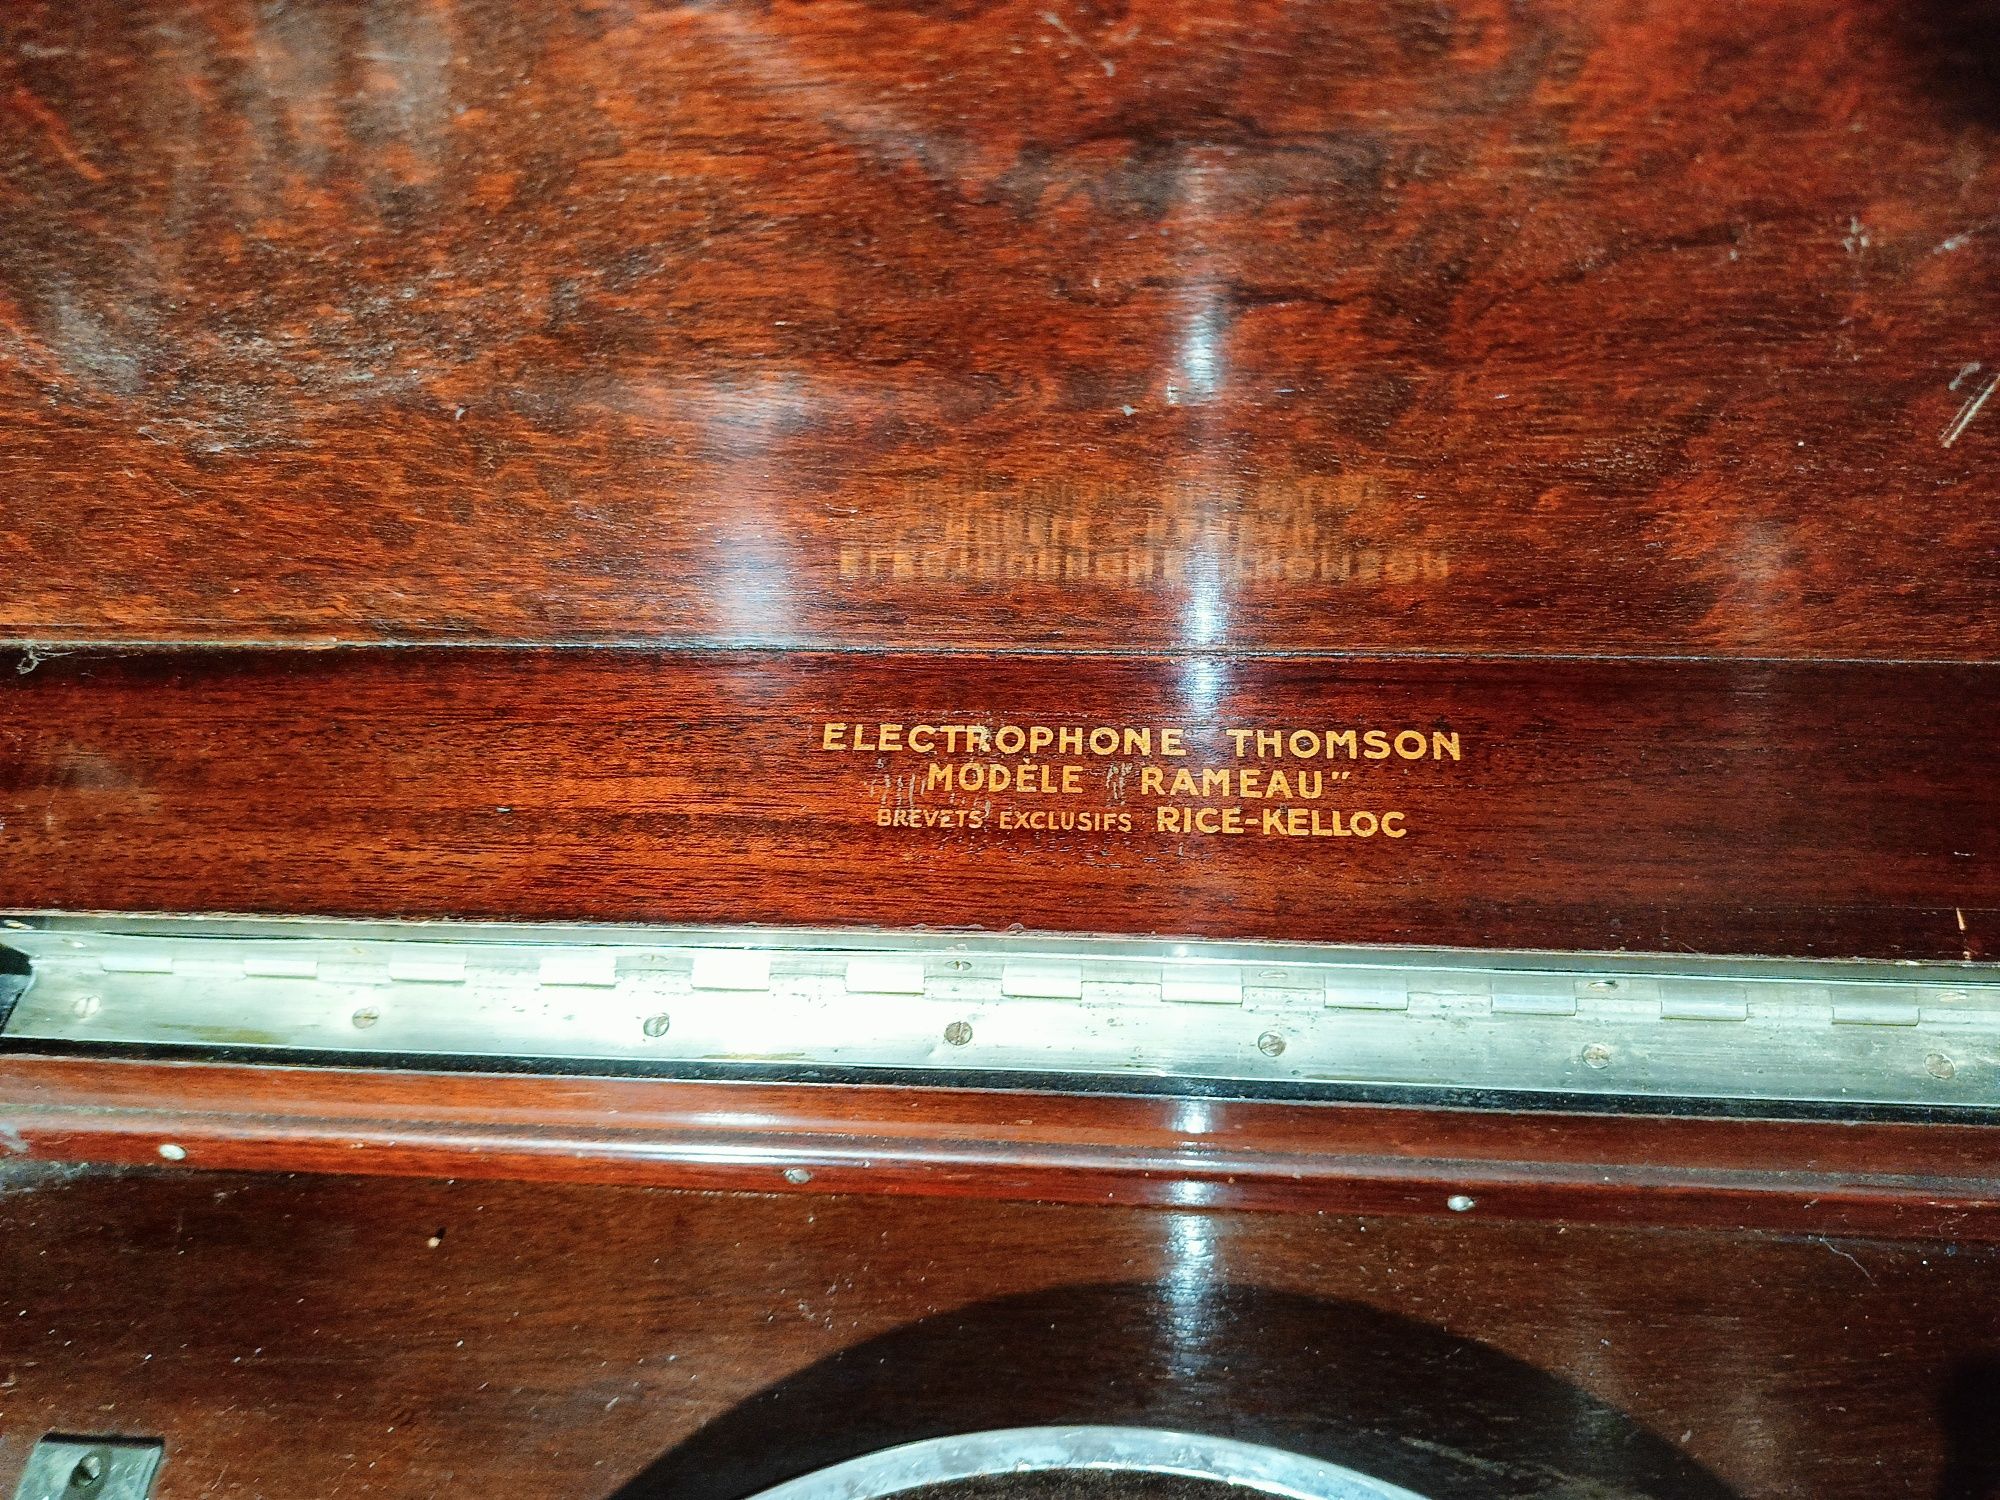 ELECTROPHONE THOMSON
MODÈLE "RAMEAU"
BREVETS EXCLUSIFS RICE-KELLOC